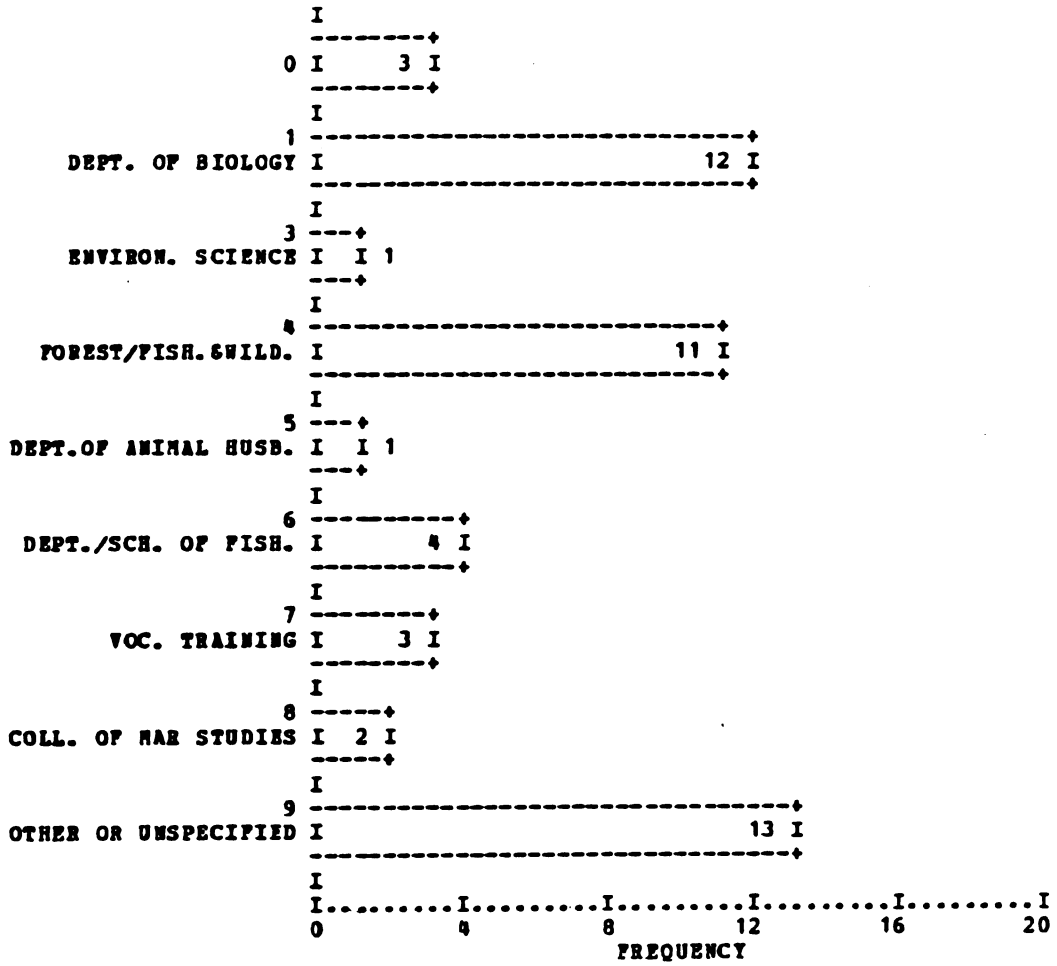 I
--------+
0 I 3 I
--------+
I
1 ------------------------------+
DEPT. OF BIOLOGY I 12 I
------------------------------+
I
3 ---+
ENVIRON. SCIENCE I I 1
---+
I
4 ----------------------------+
FOREST/FISH.&WILD. I 11 I
----------------------------+
I
5 ---+
DEPT.OF ANIMAL HUSB. I I 1
---+
I
6 ----------+
DEPT./SCH. OF FISH. I 4 I
----------+
I
7 --------+
VOC. TRAINING I 3 I
--------+
I
8 -----+
COLL. OF MAR STUDIES I 2 I
-----+
I
9 ---------------------------------+
OTHER OR UNSPECIFIED I 13 I
---------------------------------+
I
I.........I.........I.........I.........I.........I
0 4 8 12 16 20
FREQUENCY